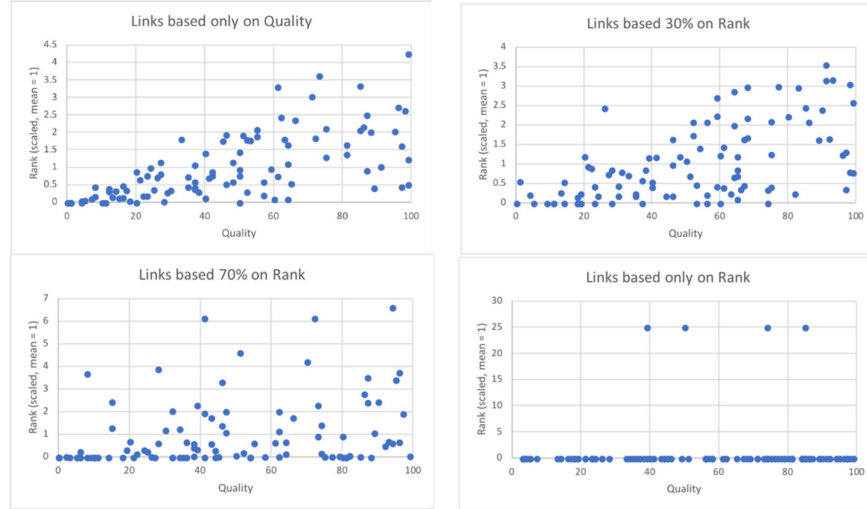 Links based only on Quality
Rank (scaled, mean = 1)
4.5
4
3.5
3
2.5
2
1.5
1
0.5
0
0 20 40 60 80 100
Quality
Links based 30% on Rank
Rank (scaled, mean = 1)
4
3.5
3
2.5
2
1.5
1
0.5
0
0 20 40 60 80 100
Quality
Links based 70% on Rank
Rank (scaled, mean = 1)
7
6
5
4
3
2
1
0
0 20 40 60 80 100
Quality
Links based only on Rank
Rank (scaled, mean = 1)
30
25
20
15
10
5
0
0 20 40 60 80 100
Quality